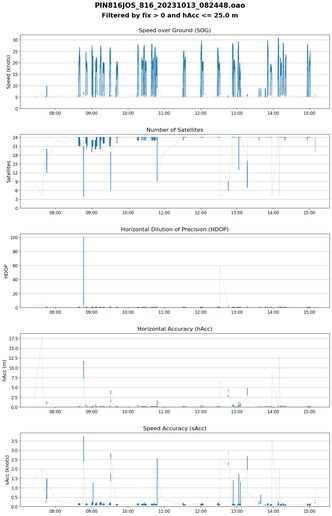 PIN816JOS_816_20231013_082448.oao
Filtered by fix > 0 and hAcc <= 25.0 m
Speed over Ground (SOG)
Speed (knots)
30
25
20
15
10
5
0
08:00 09:00 10:00 11:00 12:00 13:00 14:00 15:00
Number of Satellites
Satellites
24
21
18
15
12
9
6
3
0
08:00 09:00 10:00 11:00 12:00 13:00 14:00 15:00
Horizontal Dilution of Precision (HDOP)
HDOP
100
80
60
40
20
0
08:00 09:00 10:00 11:00 12:00 13:00 14:00 15:00
Horizontal Accuracy (hAcc)
hAcc (m)
17.5
15.0
12.5
10.0
7.5
5.0
2.5
0.0
08:00 09:00 10:00 11:00 12:00 13:00 14:00 15:00
Speed Accuracy (sAcc)
sAcc (knots)
3.5
3.0
2.5
2.0
1.5
1.0
0.5
0.0
08:00 09:00 10:00 11:00 12:00 13:00 14:00 15:00